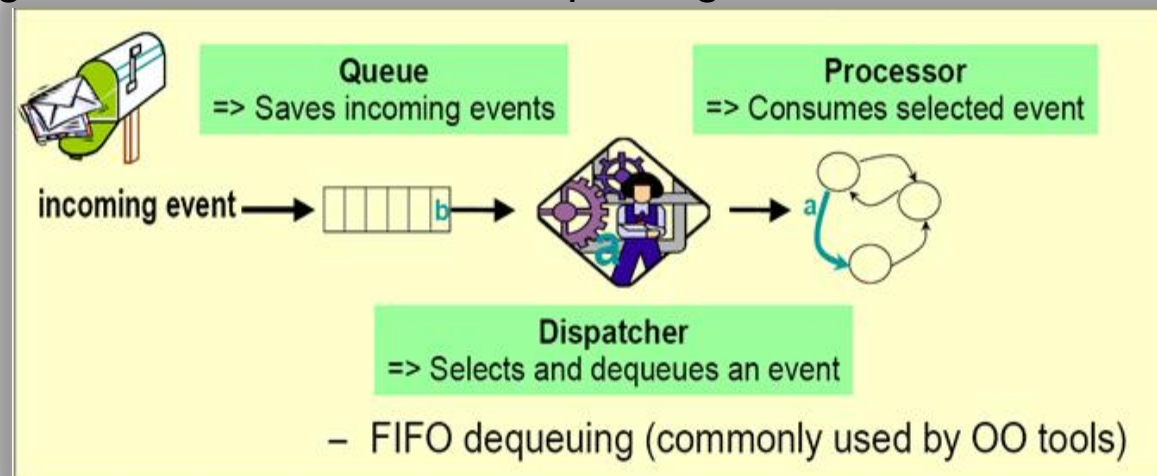 Queue
=> Saves incoming events
Processor
=> Consumes selected event
incoming event
b
a
a
Dispatcher
=> Selects and dequeues an event
– FIFO dequeuing (commonly used by OO tools)